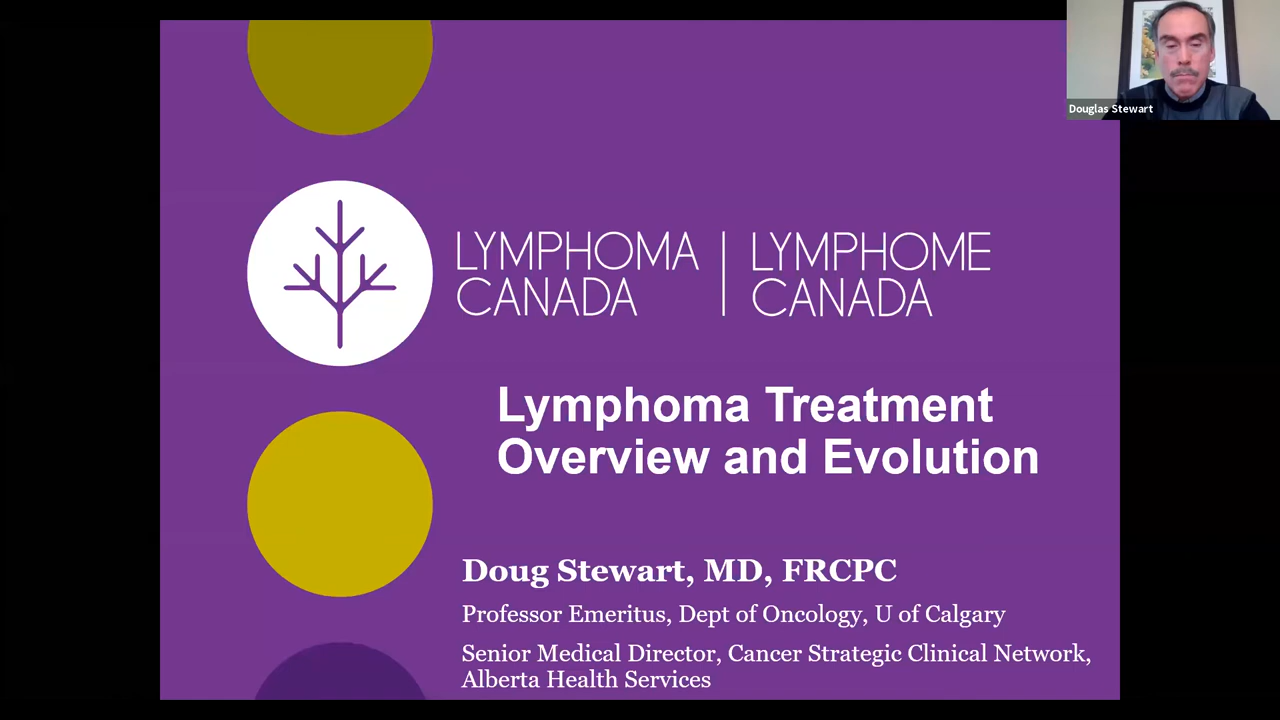 Douglas Stewart
LYMPHOMA
CANADA
LYMPHOME
CANADA
Lymphoma Treatment
Overview and Evolution
Doug Stewart, MD, FRCPC
Professor Emeritus, Dept of Oncology, U of Calgary
Senior Medical Director, Cancer Strategic Clinical Network,
Alberta Health Services